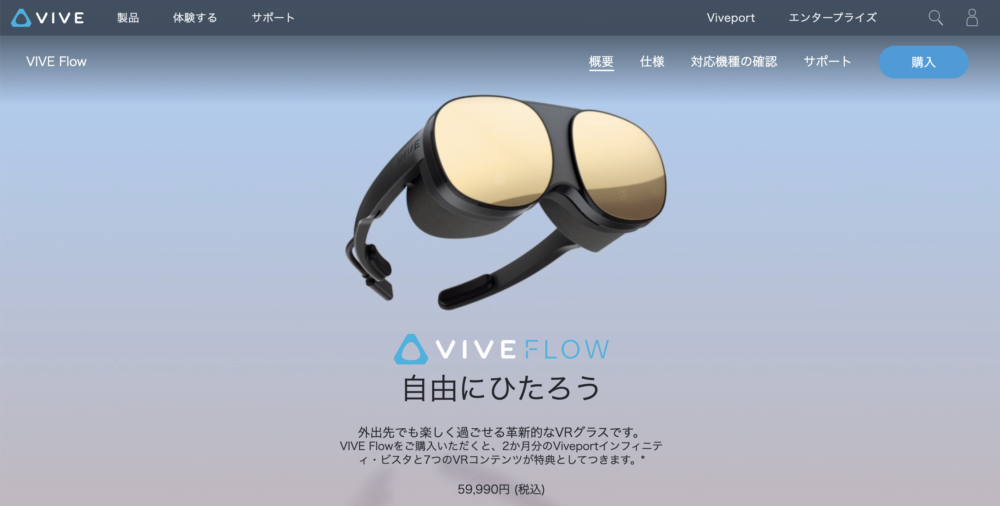 VIVE 製品 体験する サポート Viveport エンタープライズ
VIVE Flow 概要 仕様 対応機種の確認 サポート 購入
VIVE
VIVE FLOW
自由にひたろう
外出先でも楽しく過ごせる革新的なVRグラスです。
VIVE Flowをご購入いただくと、2か月分のViveportインフィニテ
ィ・ビスタと7つのVRコンテンツが特典としてつきます。*
59,990円 (税込)